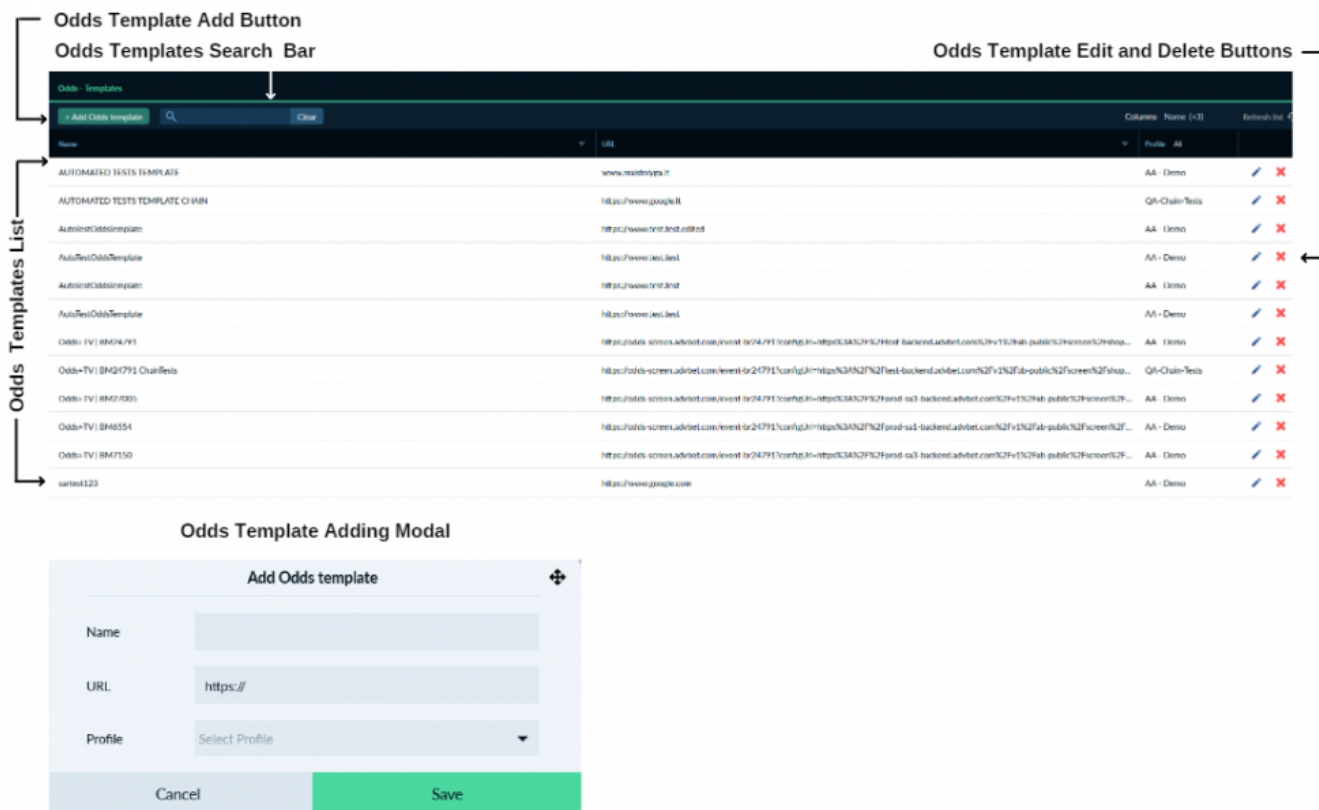 Odds Template Add Button
Odds Templates Search Bar
Odds Template Edit and Delete Buttons
Odds - Templates
+ Add Odds template
Clear
Columns Name (+3)
Refresh list
Name URL Profile All
AUTOMATED TESTS TEMPLATE AA - Demo
AUTOMATED TESTS TEMPLATE CHAIN https://www.google.lt QA-Chain-Tests
AutotestOddstemplate https://www.test.test.edited AA - Demo
AutoTestOddsTemplate https://www.test.test AA - Demo
AutotestOddstemplate https://www.test.test AA - Demo
AutoTestOddsTemplate https://www.test.test AA - Demo
Odds+TV| BM24791 AA - Demo
Odds+TV| BM24791 ChainTests QA-Chain-Tests
Odds+TV| BM27005 AA - Demo
Odds+TV| BM6554 AA - Demo
Odds+TV| BM7150 AA - Demo
sartest123 https://www.google.com AA - Demo
Odds Templates List
Odds Template Adding Modal
Add Odds template
Name
URL https://
Profile Select Profile
Cancel Save